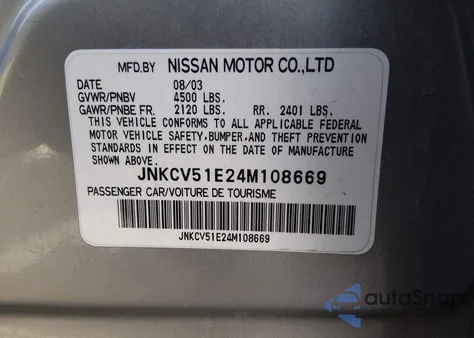 MFD.BY NISSAN MOTOR CO.,LTD
DATE 08/03
GVWR/PNBV 4500 LBS.
GAWR/PNBE FR. 2120 LBS. RR. 2401 LBS.
THIS VEHICLE CONFORMS TO ALL APPLICABLE FEDERAL
MOTOR VEHICLE SAFETY, BUMPER, AND THEFT PREVENTION
STANDARDS IN EFFECT ON THE DATE OF MANUFACTURE
SHOWN ABOVE.
JNKCV51E24M108669
PASSENGER CAR/VOITURE DE TOURISME
JNKCV51E24M108669
autoSnap